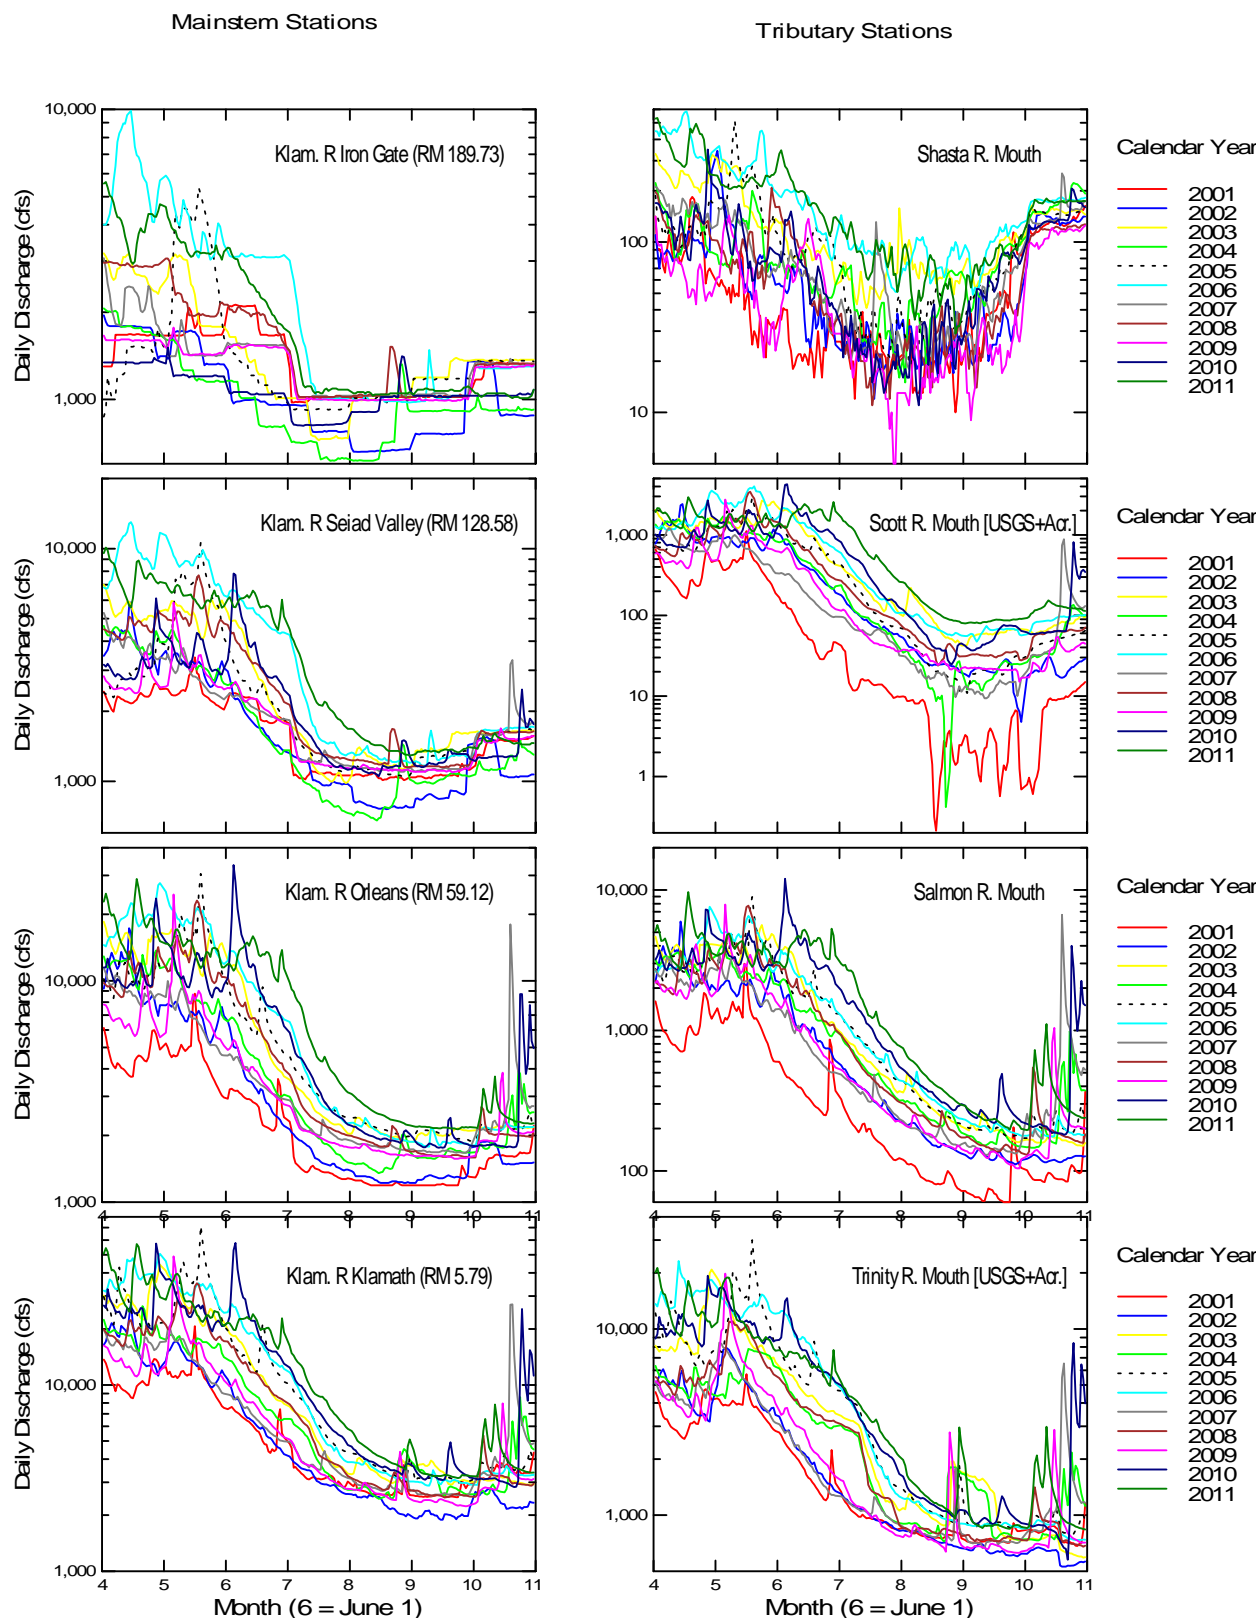 Mainstem Stations
Tributary Stations
10,000
1,000
Daily Discharge (cfs)
Klam. R Iron Gate (RM 189.73)
100
10
Shasta R. Mouth
Calendar Year
2001
2002
2003
2004
2005
2006
2007
2008
2009
2010
2011
10,000
1,000
Daily Discharge (cfs)
Klam. R Seiad Valley (RM 128.58)
1,000
100
10
1
Scott R. Mouth [USGS+Acr.]
Calendar Year
2001
2002
2003
2004
2005
2006
2007
2008
2009
2010
2011
10,000
1,000
Daily Discharge (cfs)
Klam. R Orleans (RM 59.12)
4 5 6 7 8 9 10 11
10,000
1,000
100
Salmon R. Mouth
4 5 6 7 8 9 10 11
Calendar Year
2001
2002
2003
2004
2005
2006
2007
2008
2009
2010
2011
10,000
1,000
Daily Discharge (cfs)
Klam. R Klamath (RM 5.79)
4 5 6 7 8 9 10 11
Month (6 = June 1)
10,000
1,000
Trinity R. Mouth [USGS+Acr.]
4 5 6 7 8 9 10 11
Month (6 = June 1)
Calendar Year
2001
2002
2003
2004
2005
2006
2007
2008
2009
2010
2011